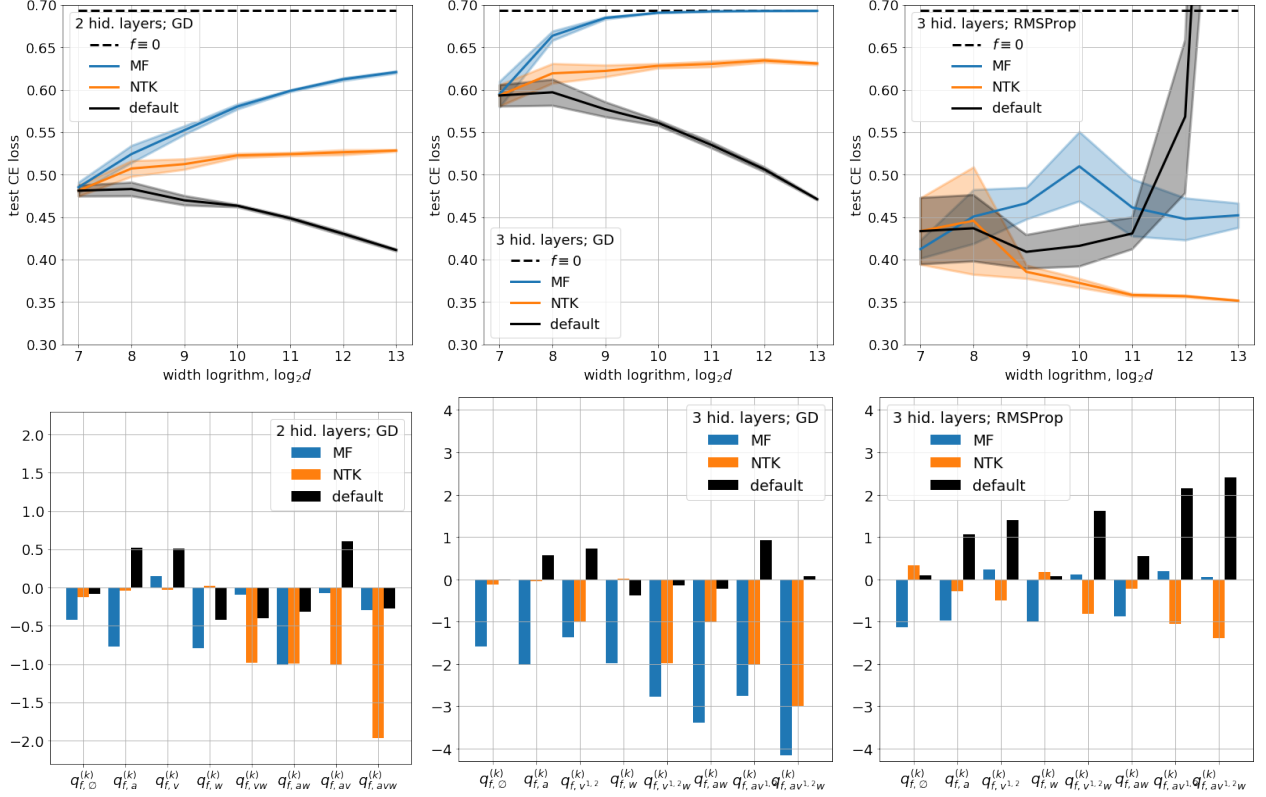 2 hid. layers; GD
f ≡ 0
MF
NTK
default
test CE loss
0.70
0.65
0.60
0.55
0.50
0.45
0.40
0.35
0.30
7 8 9 10 11 12 13
width logrithm, log₂d
3 hid. layers; GD
f ≡ 0
MF
NTK
default
test CE loss
0.70
0.65
0.60
0.55
0.50
0.45
0.40
0.35
0.30
7 8 9 10 11 12 13
width logrithm, log₂d
3 hid. layers; RMSProp
f ≡ 0
MF
NTK
default
test CE loss
0.70
0.65
0.60
0.55
0.50
0.45
0.40
0.35
0.30
7 8 9 10 11 12 13
width logrithm, log₂d
2 hid. layers; GD
MF
NTK
default
2.0
1.5
1.0
0.5
0.0
−0.5
−1.0
−1.5
−2.0
q_{f,∅}^{(k)} q_{f,a}^{(k)} q_{f,v}^{(k)} q_{f,w}^{(k)} q_{f,vw}^{(k)} q_{f,aw}^{(k)} q_{f,av}^{(k)} q_{f,avw}^{(k)}
3 hid. layers; GD
MF
NTK
default
4
3
2
1
0
−1
−2
−3
−4
q_{f,∅}^{(k)} q_{f,a}^{(k)} q_{f,v^{1,2}}^{(k)} q_{f,w}^{(k)} q_{f,v^{1,2}w}^{(k)} q_{f,aw}^{(k)} q_{f,av^{1,2}}^{(k)} q_{f,av^{1,2}w}^{(k)}
3 hid. layers; RMSProp
MF
NTK
default
4
3
2
1
0
−1
−2
−3
−4
q_{f,∅}^{(k)} q_{f,a}^{(k)} q_{f,v^{1,2}}^{(k)} q_{f,w}^{(k)} q_{f,v^{1,2}w}^{(k)} q_{f,aw}^{(k)} q_{f,av^{1,2}}^{(k)} q_{f,av^{1,2}w}^{(k)}